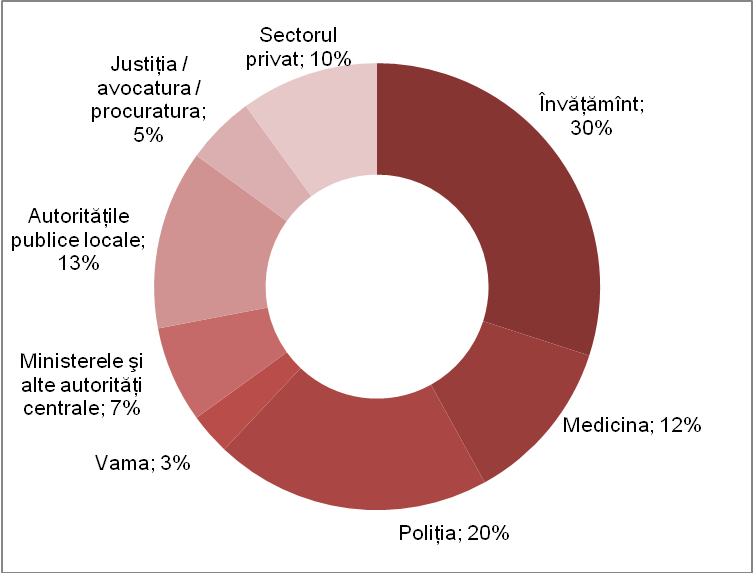 Sectorul
privat; 10%
Învățămînt;
30%
Medicina; 12%
Poliția; 20%
Vama; 3%
Ministerele şi
alte autorități
centrale; 7%
Autoritățile
publice locale;
13%
Justiția /
avocatura /
procuratura;
5%